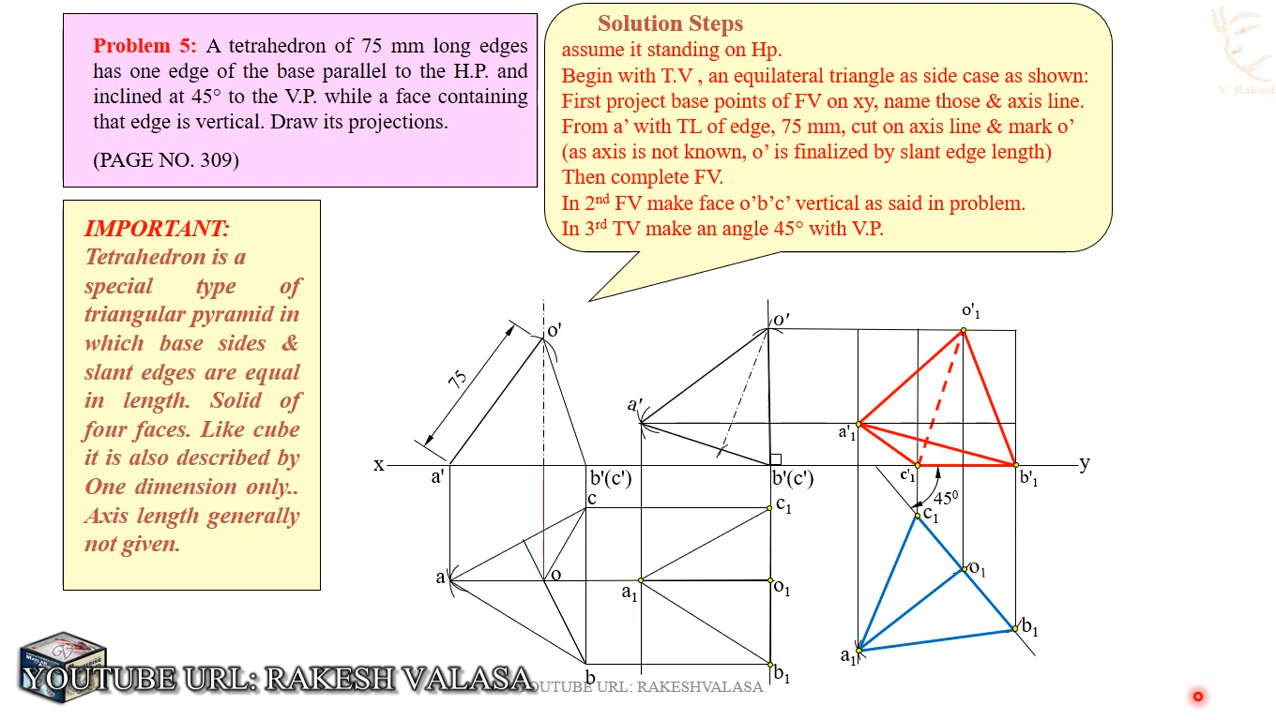 Problem 5: A tetrahedron of 75 mm long edges
has one edge of the base parallel to the H.P. and
inclined at 45° to the V.P. while a face containing
that edge is vertical. Draw its projections.
(PAGE NO. 309)
Solution Steps
assume it standing on Hp.
Begin with T.V , an equilateral triangle as side case as shown:
First project base points of FV on xy, name those & axis line.
From a’ with TL of edge, 75 mm, cut on axis line & mark o’
(as axis is not known, o’ is finalized by slant edge length)
Then complete FV.
In 2nd FV make face o’b’c’ vertical as said in problem.
In 3rd TV make an angle 45° with V.P.
V. Rakesh
IMPORTANT:
Tetrahedron is a
special type of
triangular pyramid in
which base sides &
slant edges are equal
in length. Solid of
four faces. Like cube
it is also described by
One dimension only..
Axis length generally
not given.
75
o'
o'
o'1
a'
a'1
x
y
a'
b'(c')
b'(c')
c'1
b'1
45⁰
c
c1
c1
a
o
a1
o1
o1
b
b1
a1
b1
YOUTUBE URL: RAKESH VALASA
YOUTUBE URL: RAKESHVALASA